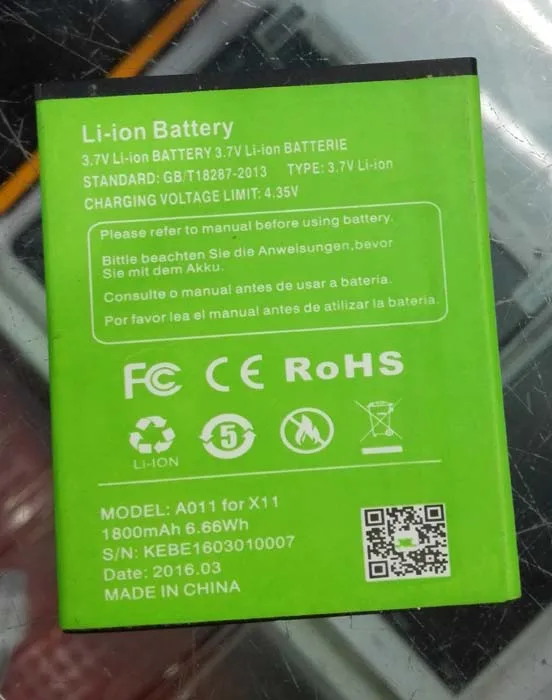 Li-ion Battery
3.7V Li-ion BATTERY 3.7V Li-ion BATTERIE
STANDARD: GB/T18287-2013 TYPE: 3.7V Li-ion
CHARGING VOLTAGE LIMIT: 4.35V
Please refer to manual before using battery.
Bittle beachten Sie die Anweisungen,bevor
Sie mit dem Akku.
Consulte o manual antes de usar a bateria.
Por favor lea el manual antes de atilizar la bateria.
FC CE RoHS
5
LI-ION
MODEL: A011 for X11
1800mAh 6.66Wh
S/N: KEBE1603010007
Date: 2016.03
MADE IN CHINA